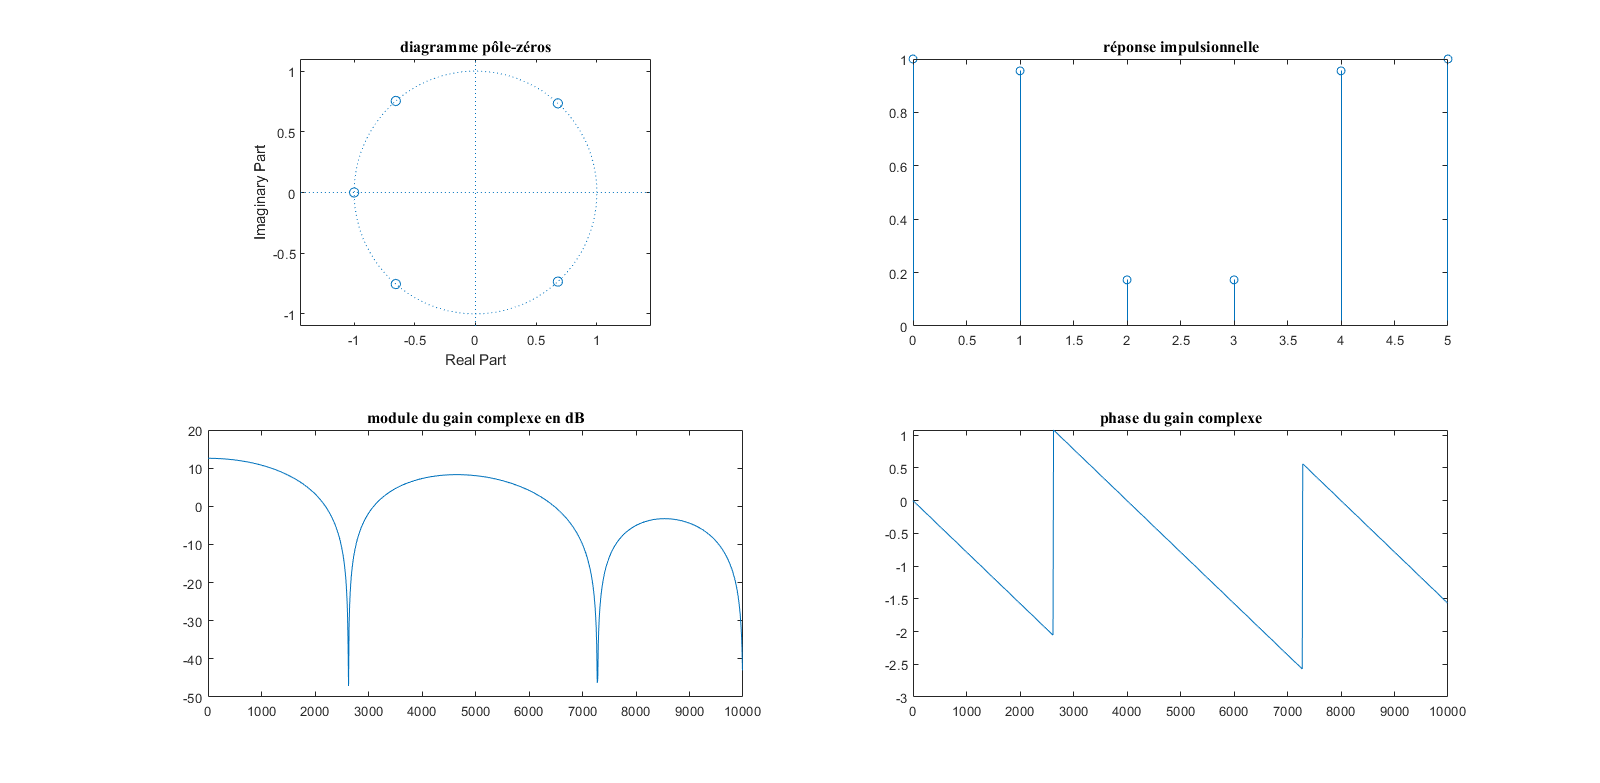 diagramme pôle-zéros
1
0.5
0
-0.5
-1
Imaginary Part
-1 -0.5 0 0.5 1
Real Part
réponse impulsionnelle
1
0.8
0.6
0.4
0.2
0
0 0.5 1 1.5 2 2.5 3 3.5 4 4.5 5
module du gain complexe en dB
20
10
0
-10
-20
-30
-40
-50
0 1000 2000 3000 4000 5000 6000 7000 8000 9000 10000
phase du gain complexe
1
0.5
0
-0.5
-1
-1.5
-2
-2.5
-3
0 1000 2000 3000 4000 5000 6000 7000 8000 9000 10000